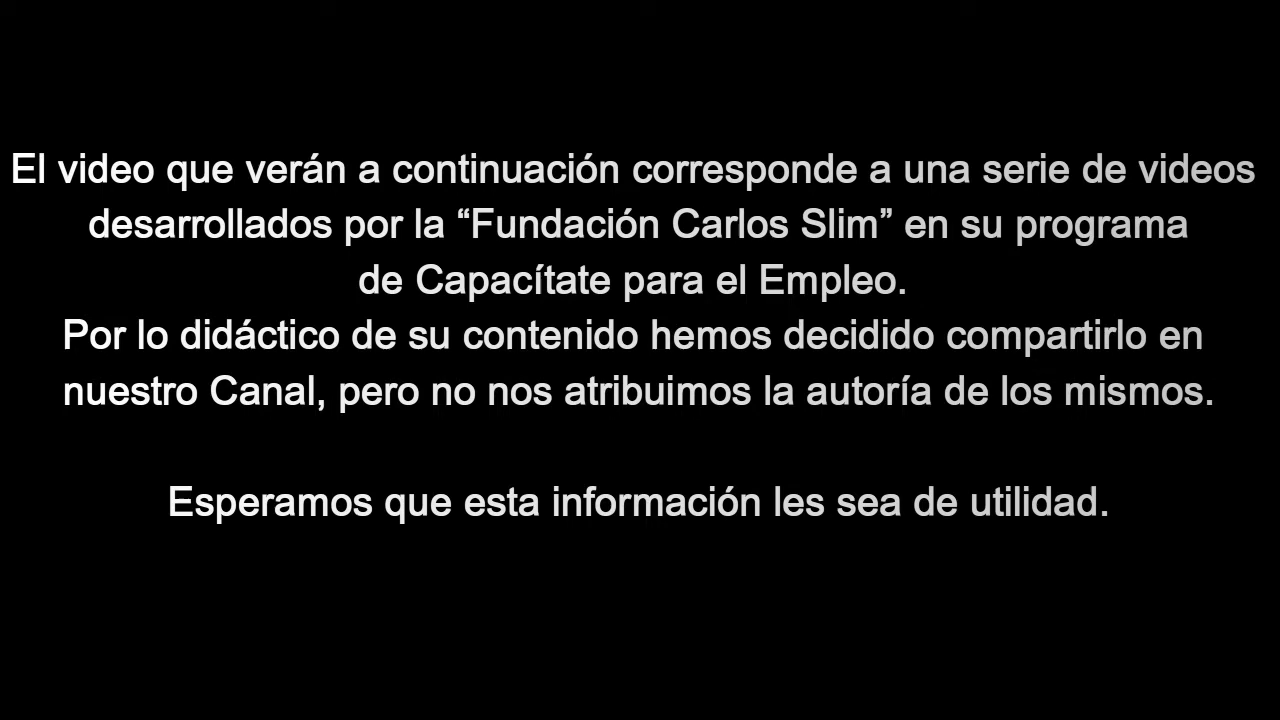 El video que verán a continuación corresponde a una serie de videos
desarrollados por la “Fundación Carlos Slim” en su programa
de Capacítate para el Empleo.
Por lo didáctico de su contenido hemos decidido compartirlo en
nuestro Canal, pero no nos atribuimos la autoría de los mismos.
Esperamos que esta información les sea de utilidad.